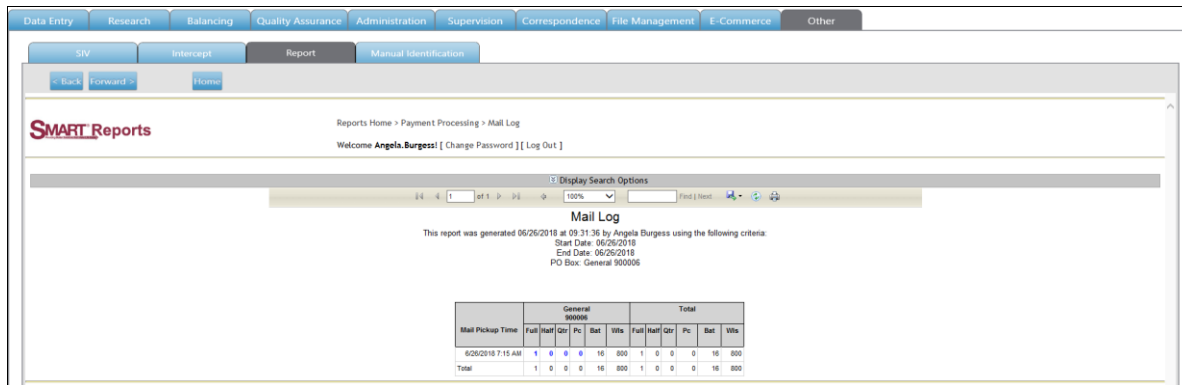 Data Entry Research Balancing Quality Assurance Administration Supervision Correspondence File Management E-Commerce Other
SIV Intercept Report Manual Identification
< Back Forward > Home
SMART Reports
Reports Home > Payment Processing > Mail Log
Welcome Angela.Burgess! [ Change Password ] [ Log Out ]
Display Search Options
1 of 1 100% Find | Next
Mail Log
This report was generated 06/26/2018 at 09:31:36 by Angela Burgess using the following criteria:
Start Date: 06/26/2018
End Date: 06/26/2018
PO Box: General 900006
General Total
900006
Mail Pickup Time Full Half Qtr Pc Bat Wts Full Half Qtr Pc Bat Wts
6/26/2018 7:15 AM 1 0 0 0 16 800 1 0 0 0 16 800
Total 1 0 0 0 16 800 1 0 0 0 16 800